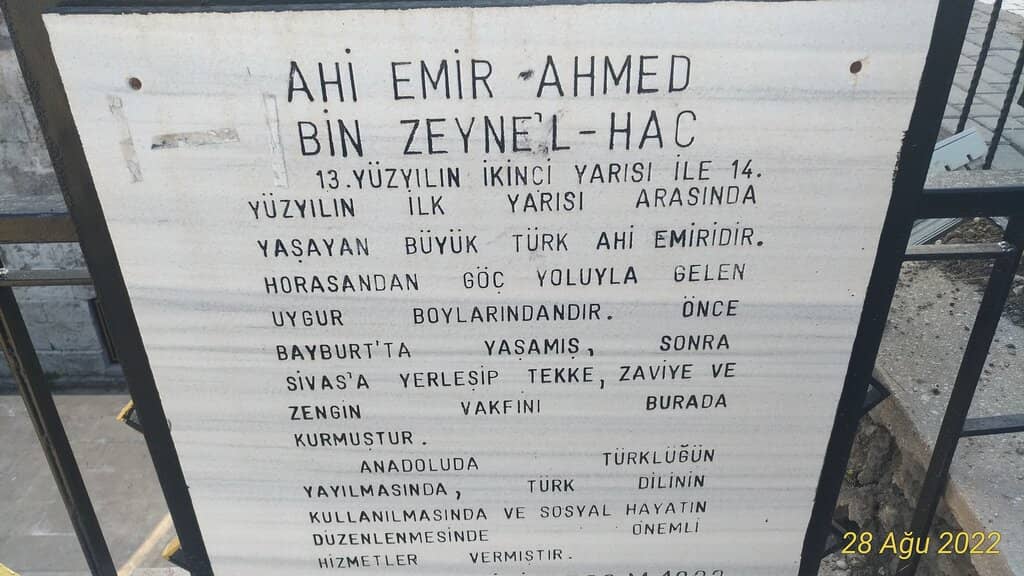 AHİ EMİR AHMED
BİN ZEYNE'L-HAC
13.YÜZYILIN İKİNCİ YARISI İLE 14.
YÜZYILIN İLK YARISI ARASINDA
YAŞAYAN BÜYÜK TÜRK AHİ EMİRİDİR.
HORASANDAN GÖÇ YOLUYLA GELEN
UYGUR BOYLARINDANDIR. ÖNCE
BAYBURT'TA YAŞAMIŞ, SONRA
SİVAS'A YERLEŞİP TEKKE, ZAVİYE VE
ZENGİN VAKFINI BURADA
KURMUŞTUR.
ANADOLUDA TÜRKLÜĞÜN
YAYILMASINDA, TÜRK DİLİNİN
KULLANILMASINDA VE SOSYAL HAYATIN
DÜZENLENMESİNDE ÖNEMLİ
HİZMETLER VERMİŞTİR.
28 Ağu 2022